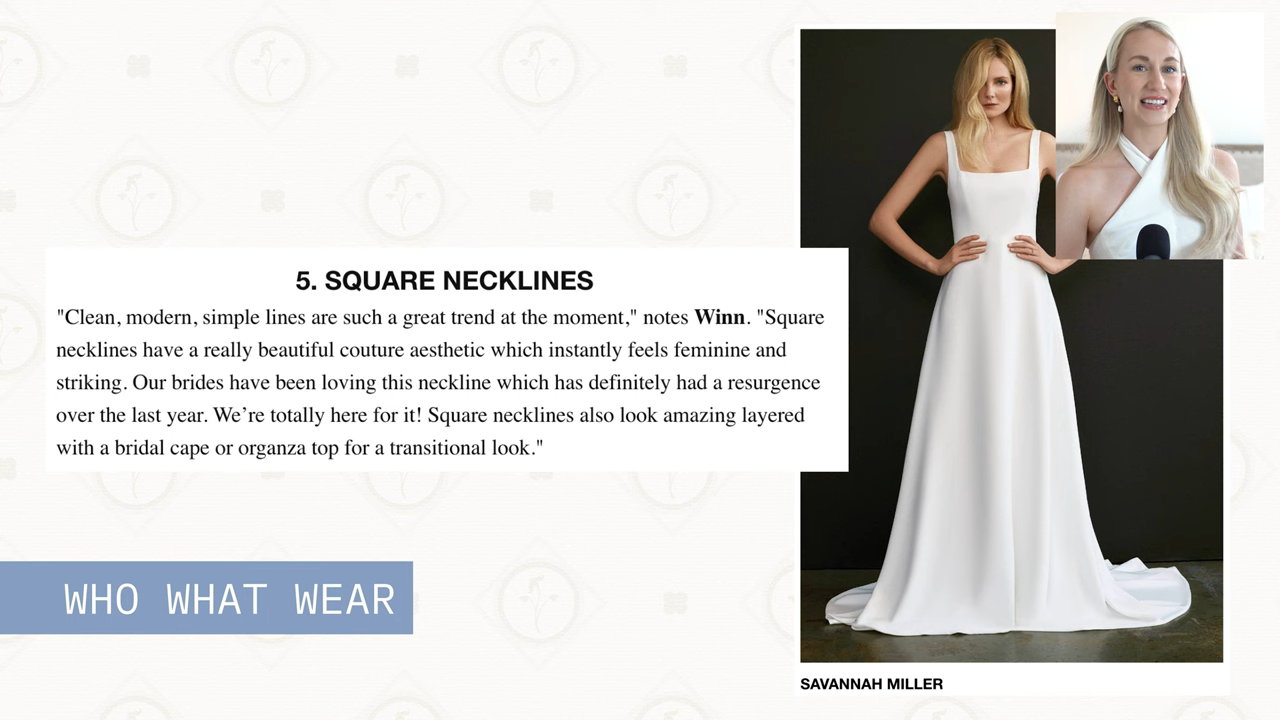 5. SQUARE NECKLINES
"Clean, modern, simple lines are such a great trend at the moment," notes Winn. "Square
necklines have a really beautiful couture aesthetic which instantly feels feminine and
striking. Our brides have been loving this neckline which has definitely had a resurgence
over the last year. We’re totally here for it! Square necklines also look amazing layered
with a bridal cape or organza top for a transitional look."
WHO WHAT WEAR
SAVANNAH MILLER